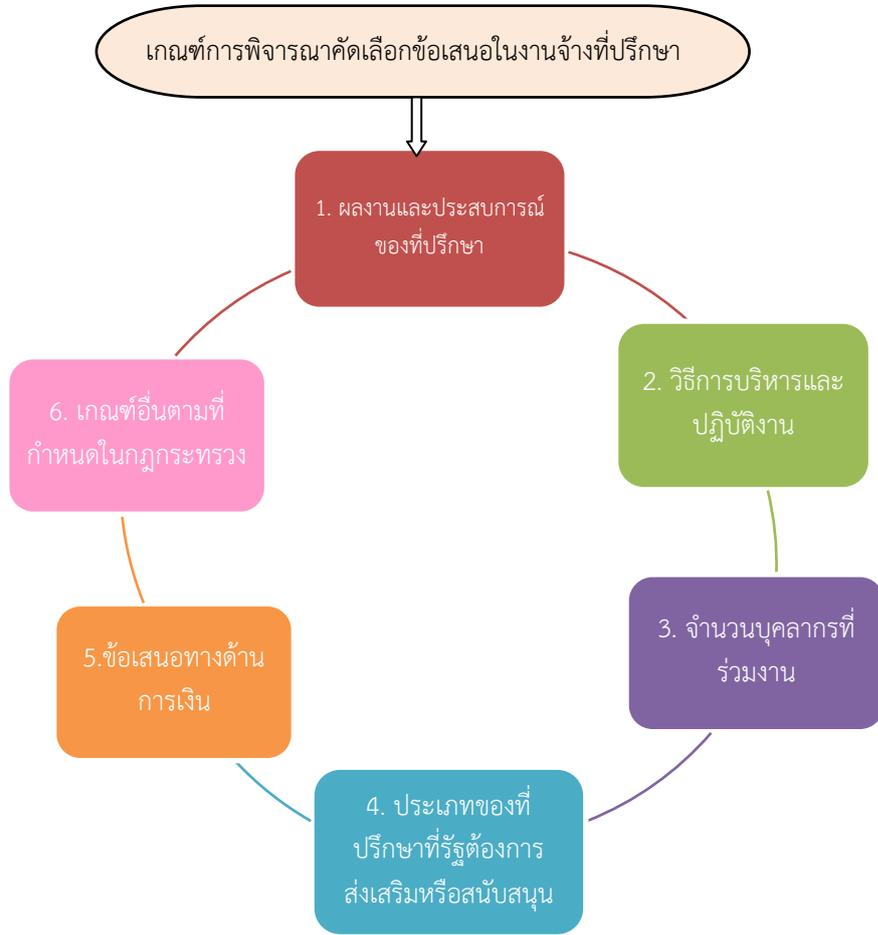 เกณฑ์การพิจารณาคัดเลือกข้อเสนอในงานจ้างที่ปรึกษา
1. ผลงานและประสบการณ์
ของที่ปรึกษา
2. วิธีการบริหารและ
ปฏิบัติงาน
3. จำนวนบุคลากรที่
ร่วมงาน
4. ประเภทของที่
ปรึกษาที่รัฐต้องการ
ส่งเสริมหรือสนับสนุน
5.ข้อเสนอทางด้าน
การเงิน
6. เกณฑ์อื่นตามที่
กำหนดในกฎกระทรวง